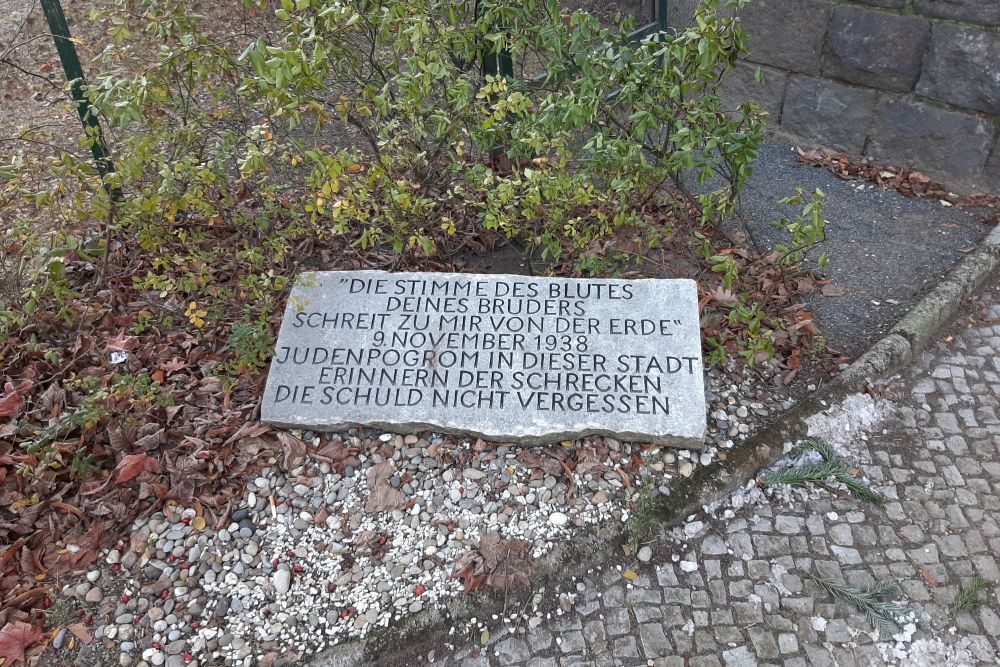 "DIE STIMME DES BLUTES
DEINES BRUDERS
SCHREIT ZU MIR VON DER ERDE"
9. NOVEMBER 1938
JUDENPOGROM IN DIESER STADT
ERINNERN DER SCHRECKEN
DIE SCHULD NICHT VERGESSEN